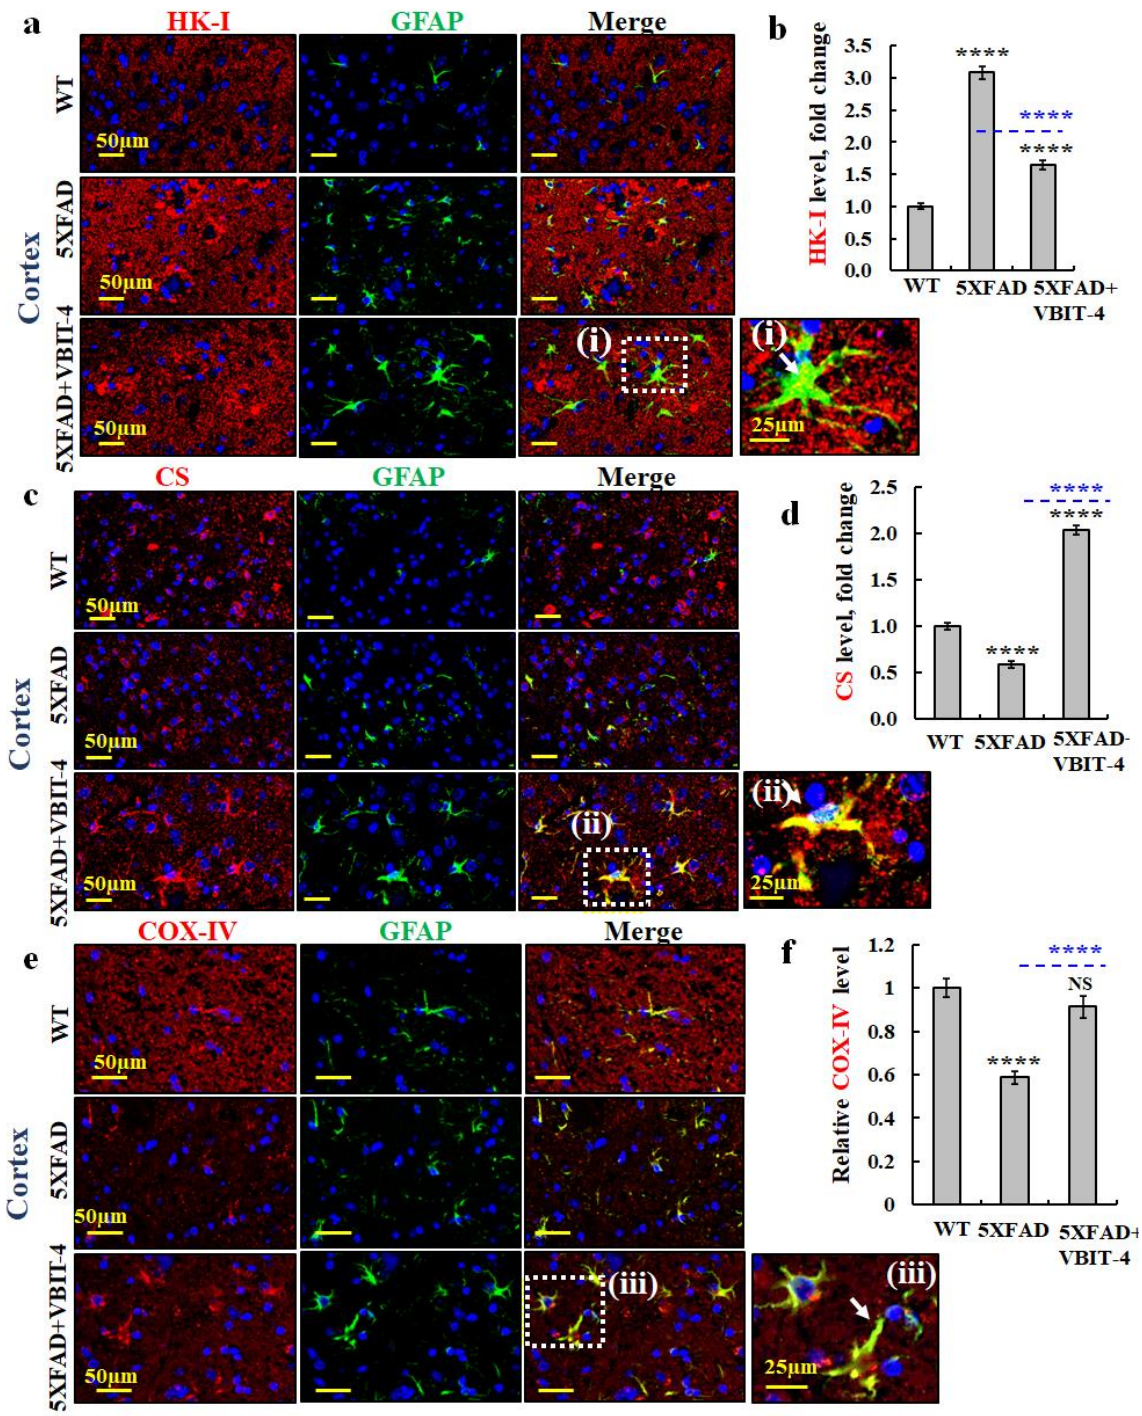 a
HK-I
GFAP
Merge
WT
50µm
5XFAD
50µm
5XFAD+VBIT-4
50µm
(i)
Cortex
(i)
25µm
b
HK-I level, fold change
3.5
3.0
2.5
2.0
1.5
1.0
0.5
0.0
****
****
****
WT
5XFAD
5XFAD+
VBIT-4
c
CS
GFAP
Merge
WT
50µm
5XFAD
50µm
5XFAD+VBIT-4
50µm
(ii)
Cortex
(ii)
25µm
d
CS level, fold change
2.5
2.0
1.5
1.0
0.5
0.0
****
****
****
WT
5XFAD
5XFAD-
VBIT-4
e
COX-IV
GFAP
Merge
WT
50µm
5XFAD
50µm
5XFAD+VBIT-4
50µm
(iii)
Cortex
(iii)
25µm
f
Relative COX-IV level
1.2
1
0.8
0.6
0.4
0.2
0
****
NS
****
WT
5XFAD
5XFAD+
VBIT-4